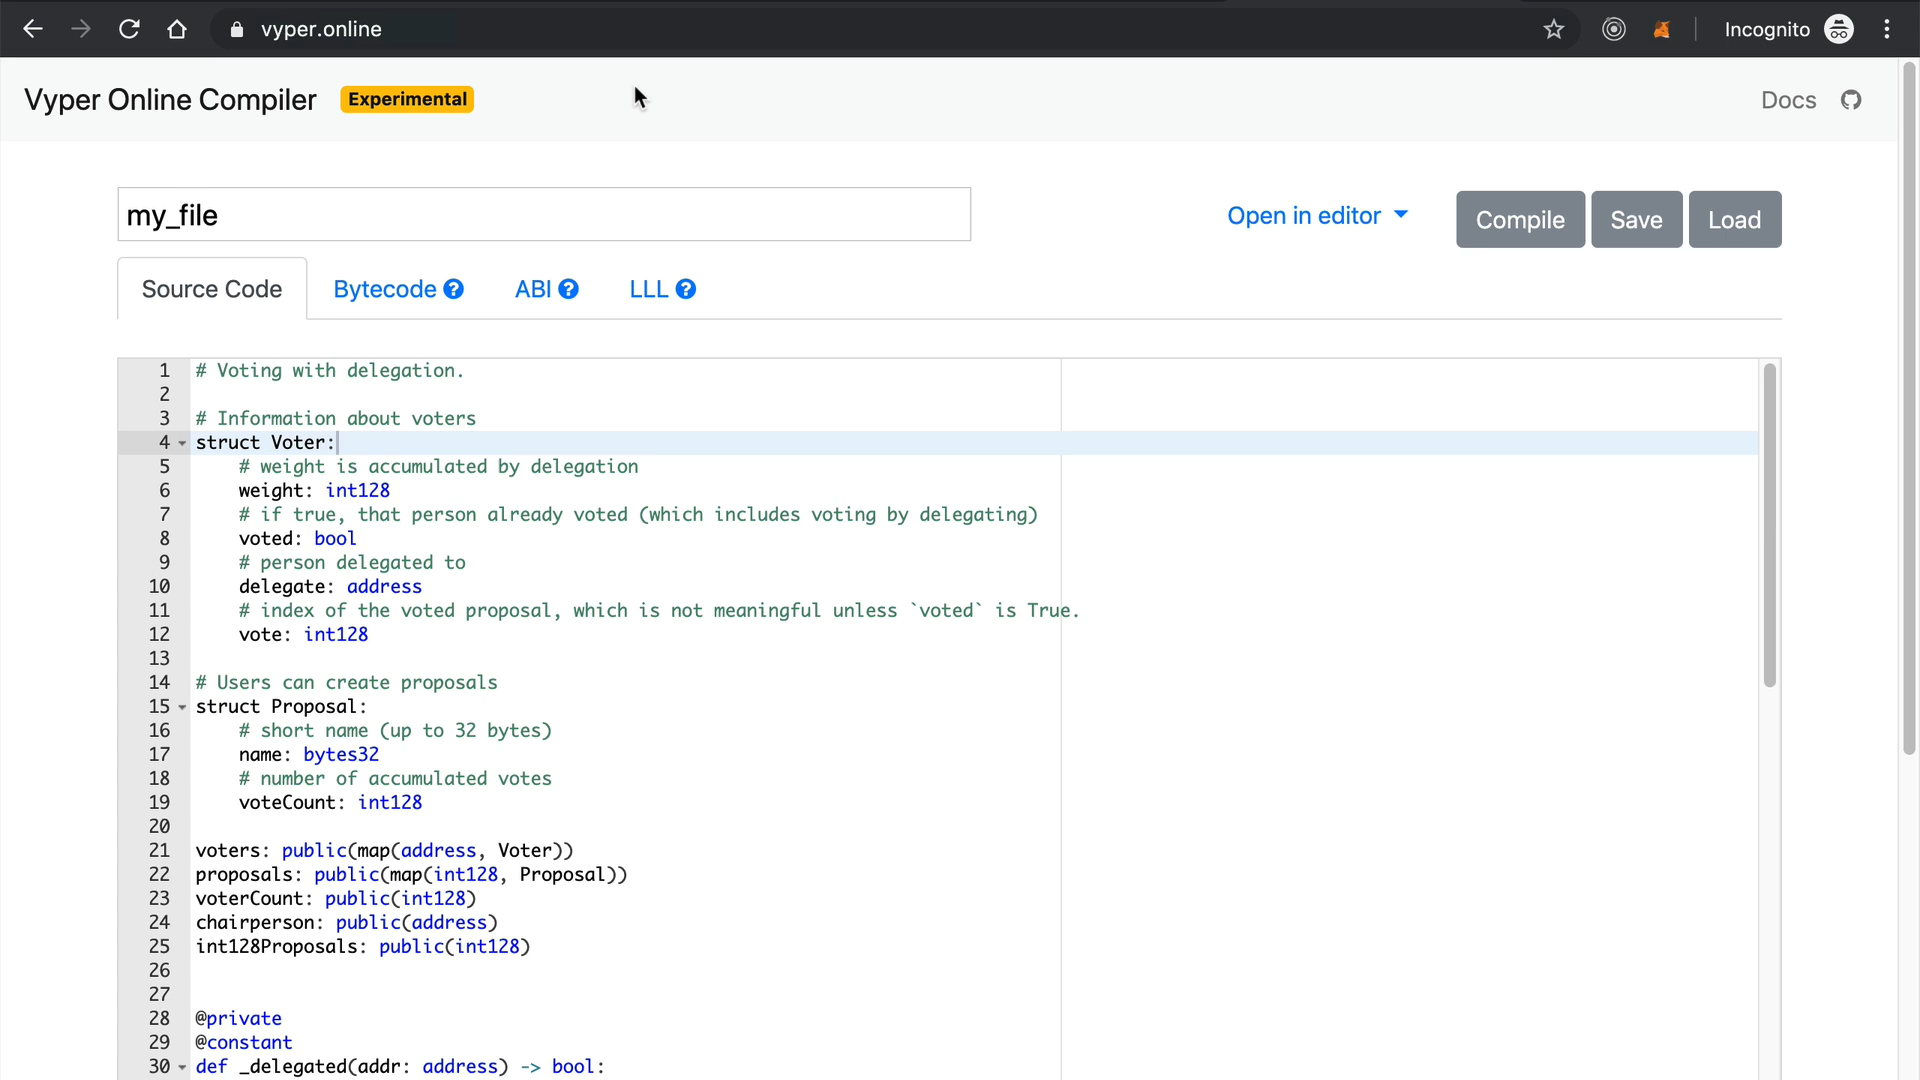 vyper.online
Incognito
Vyper Online Compiler Experimental
Docs
my_file
Open in editor
Compile Save Load
Source Code Bytecode ? ABI ? LLL ?
1 # Voting with delegation.
2
3 # Information about voters
4 struct Voter:
5     # weight is accumulated by delegation
6     weight: int128
7     # if true, that person already voted (which includes voting by delegating)
8     voted: bool
9     # person delegated to
10     delegate: address
11     # index of the voted proposal, which is not meaningful unless `voted` is True.
12     vote: int128
13
14 # Users can create proposals
15 struct Proposal:
16     # short name (up to 32 bytes)
17     name: bytes32
18     # number of accumulated votes
19     voteCount: int128
20
21 voters: public(map(address, Voter))
22 proposals: public(map(int128, Proposal))
23 voterCount: public(int128)
24 chairperson: public(address)
25 int128Proposals: public(int128)
26
27
28 @private
29 @constant
30 def _delegated(addr: address) -> bool: